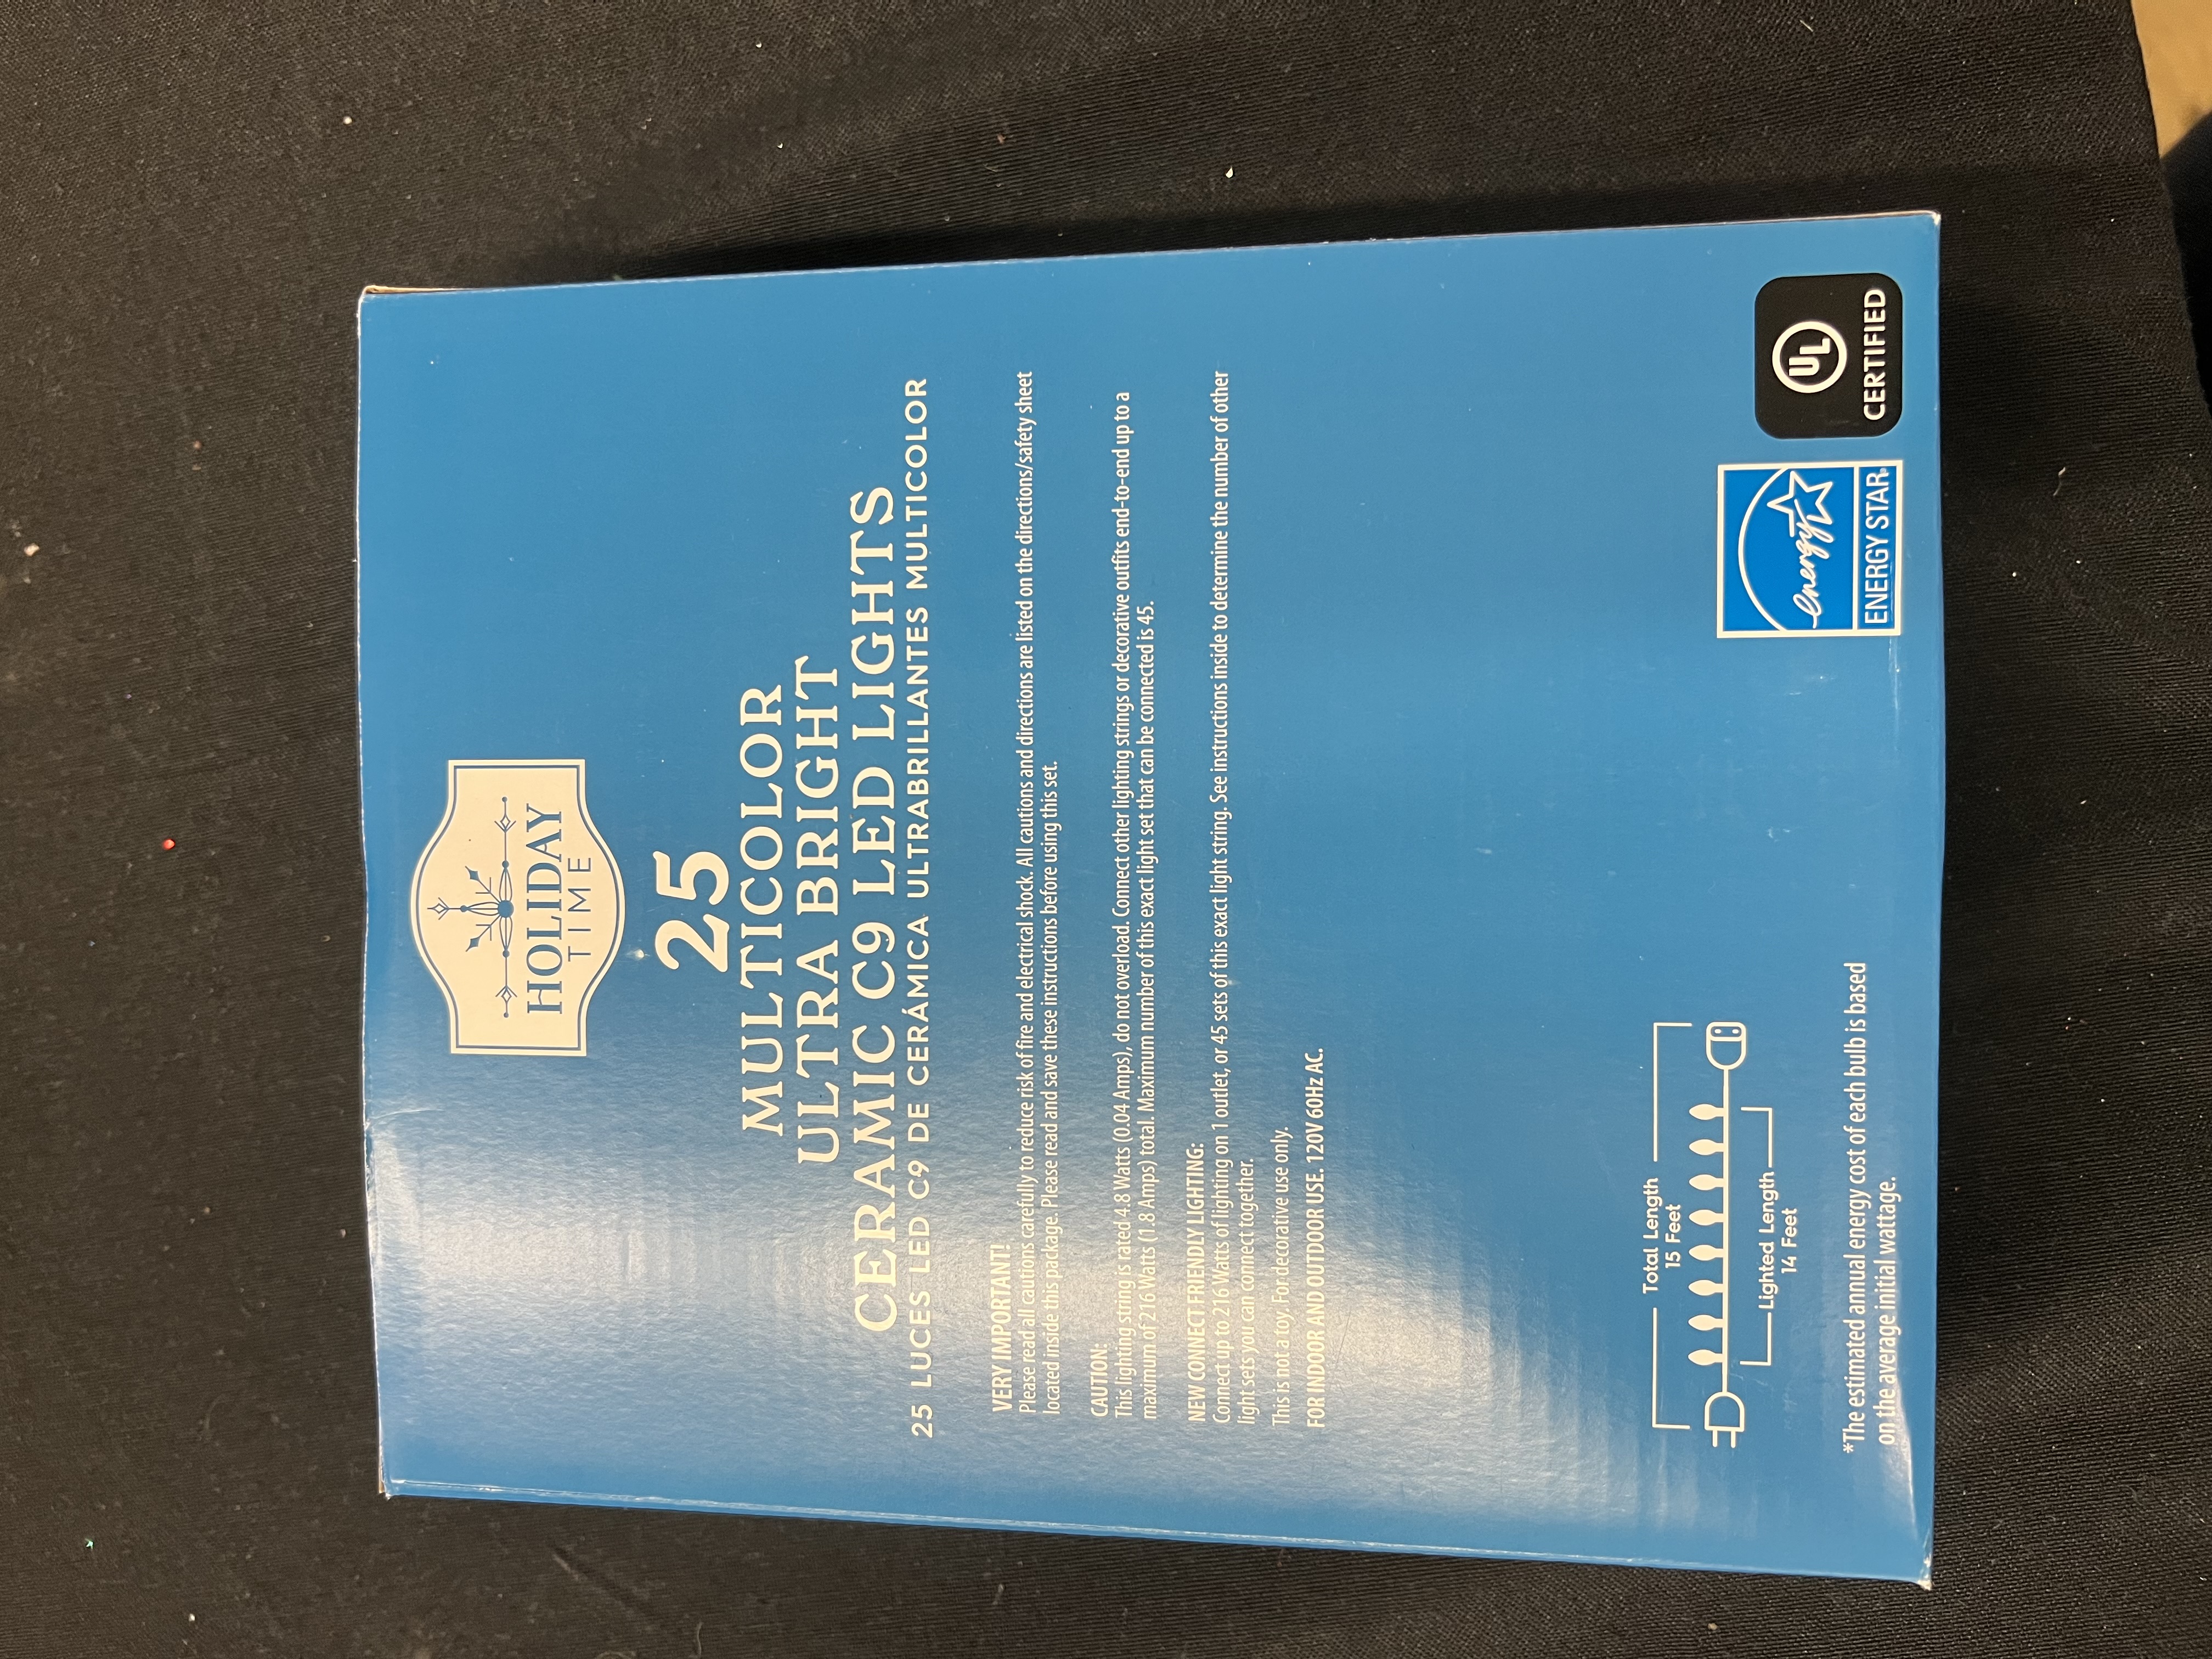 HOLIDAY
TIME
25
MULTICOLOR
ULTRA BRIGHT
CERAMIC C9 LED LIGHTS
25 LUCES LED C9 DE CERÁMICA ULTRABRILLANTES MULTICOLOR
VERY IMPORTANT!
Please read all cautions carefully to reduce risk of fire and electrical shock. All cautions and directions are listed on the directions/safety sheet
located inside this package. Please read and save these instructions before using this set.
CAUTION:
This lighting string is rated 4.8 Watts (0.04 Amps), do not overload. Connect other lighting strings or decorative outfits end-to-end up to a
maximum of 216 Watts (1.8 Amps) total. Maximum number of this exact light set that can be connected is 45.
NEW CONNECT FRIENDLY LIGHTING:
Connect up to 216 Watts of lighting on 1 outlet, or 45 sets of this exact light string. See instructions inside to determine the number of other
light sets you can connect together.
This is not a toy. For decorative use only.
FOR INDOOR AND OUTDOOR USE. 120V 60Hz AC.
Total Length
15 Feet
Lighted Length
14 Feet
*The estimated annual energy cost of each bulb is based
on the average initial wattage.
energy
ENERGY STAR
UL
CERTIFIED